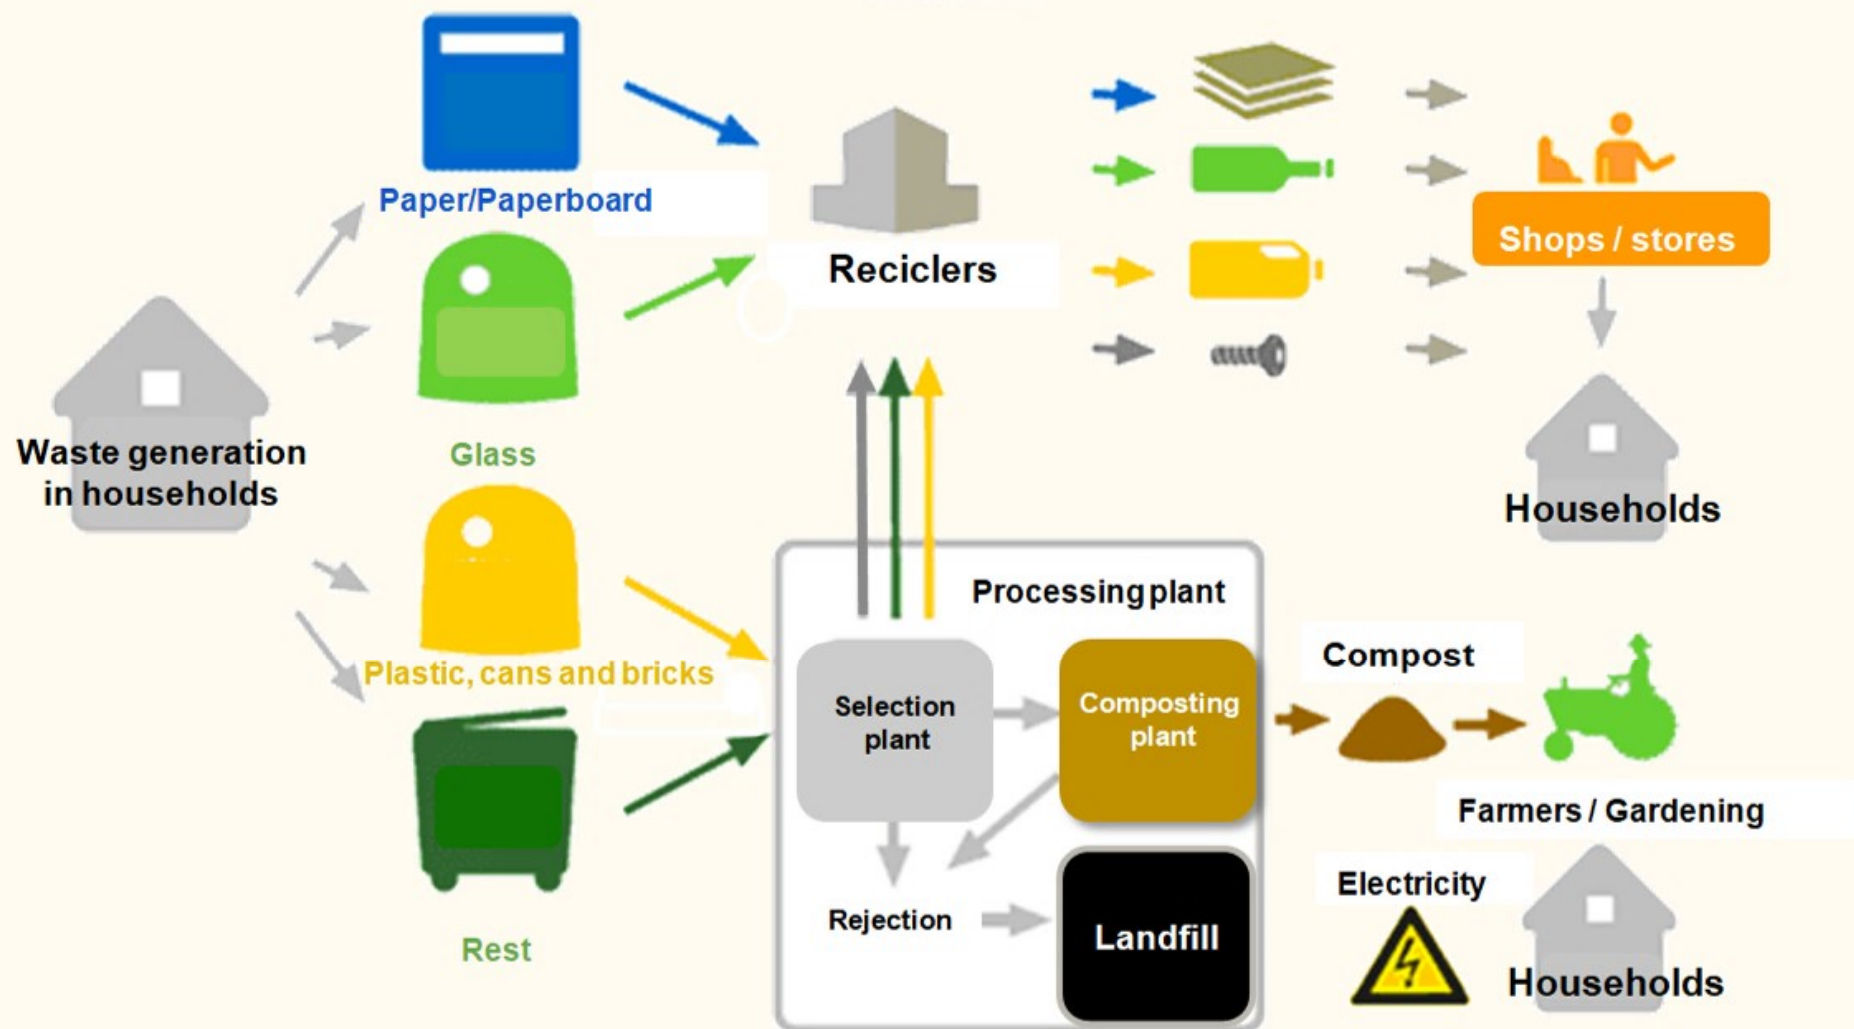 Paper/Paperboard
Glass
Waste generation
in households
Plastic, cans and bricks
Rest
Reciclers
Shops / stores
Households
Processing plant
Selection
plant
Composting
plant
Rejection
Landfill
Compost
Farmers / Gardening
Electricity
Households